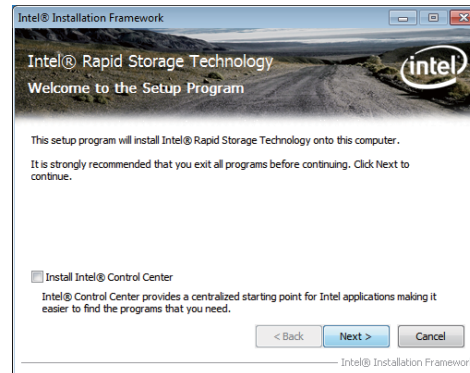 Intel® Installation Framework
Intel® Rapid Storage Technology
Welcome to the Setup Program
intel
This setup program will install Intel® Rapid Storage Technology onto this computer.
It is strongly recommended that you exit all programs before continuing. Click Next to
continue.
Install Intel® Control Center
Intel® Control Center provides a centralized starting point for Intel applications making it
easier to find the programs that you need.
< Back Next > Cancel
Intel® Installation Framewor